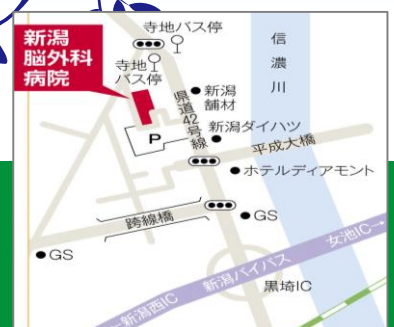 新潟
脳外科
病院
寺地バス停
寺地
バス停
信濃川
県道42号線
新潟
舗材
新潟ダイハツ
P
平成大橋
ホテルディアモント
跨線橋
GS
GS
女池IC→
新潟バイパス
新潟西IC
黒埼IC